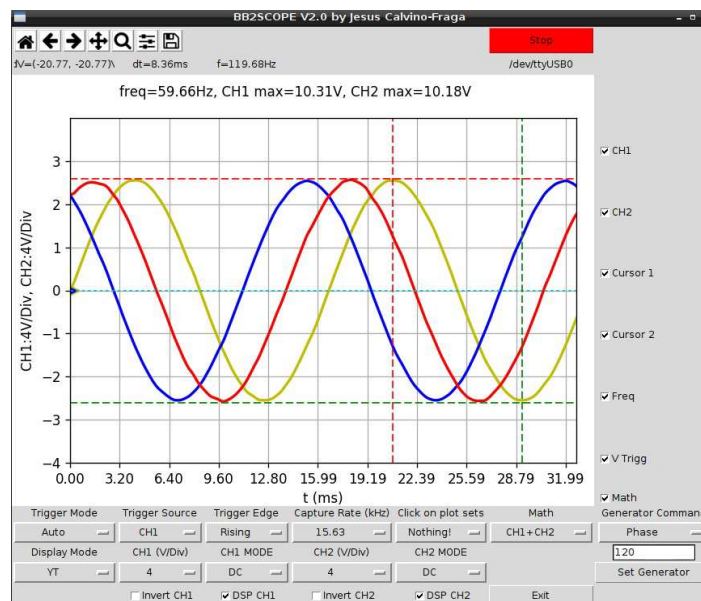 BB2SCOPE V2.0 by Jesus Calvino-Fraga
Stop
dV=(-20.77, -20.77)\ dt=8.36ms f=119.68Hz /dev/ttyUSB0
freq=59.66Hz, CH1 max=10.31V, CH2 max=10.18V
CH1:4V/Div, CH2:4V/Div
3
2
1
0
−1
−2
−3
−4
0.00 3.20 6.40 9.60 12.80 15.99 19.19 22.39 25.59 28.79 31.99
t (ms)
CH1
CH2
Cursor 1
Cursor 2
Freq
V Trigg
Math
Trigger Mode Trigger Source Trigger Edge Capture Rate (kHz) Click on plot sets Math Generator Comman
Auto CH1 Rising 15.63 Nothing! CH1+CH2 Phase
Display Mode CH1 (V/Div) CH1 MODE CH2 (V/Div) CH2 MODE 120
YT 4 DC 4 DC Set Generator
Invert CH1 DSP CH1 Invert CH2 DSP CH2 Exit